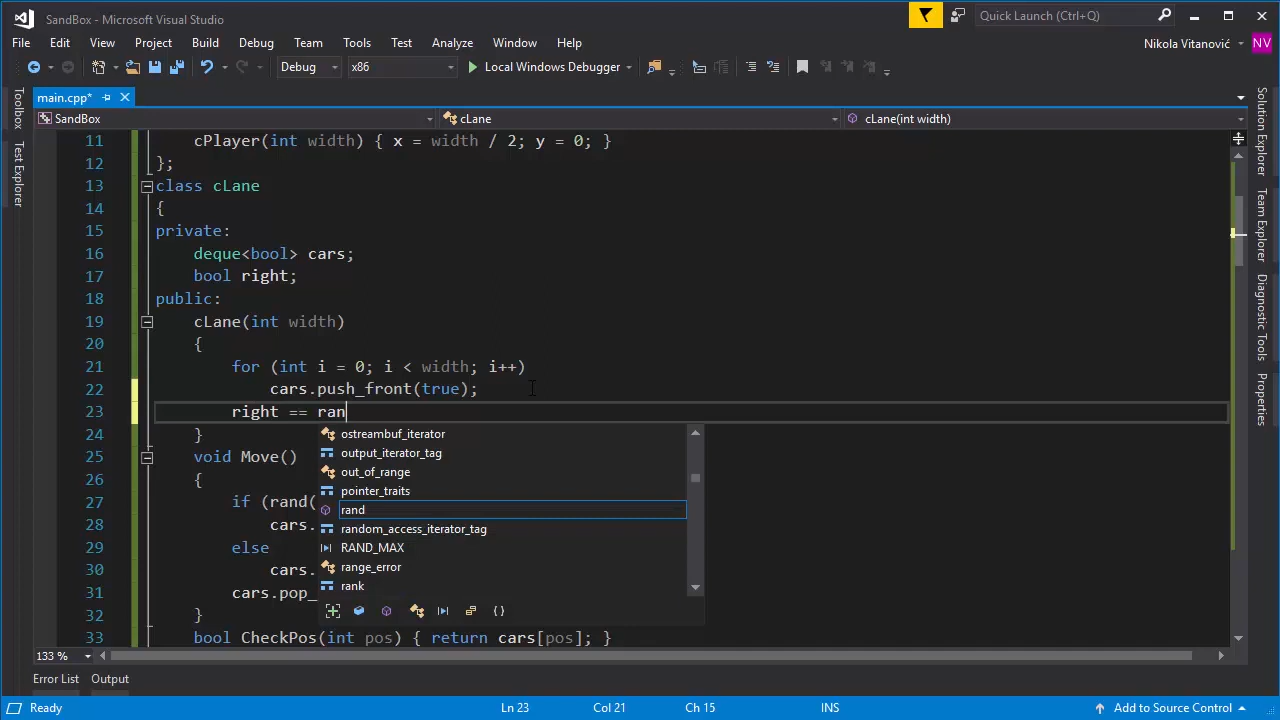 SandBox - Microsoft Visual Studio
Quick Launch (Ctrl+Q)
File Edit View Project Build Debug Team Tools Test Analyze Window Help
Nikola Vitanović NV
Debug x86 Local Windows Debugger
main.cpp*
SandBox cLane cLane(int width)
Toolbox
Test Explorer
Solution Explorer
Team Explorer
Diagnostic Tools
Properties
11 cPlayer(int width) { x = width / 2; y = 0; }
12 };
13 class cLane
14 {
15 private:
16 deque<bool> cars;
17 bool right;
18 public:
19 cLane(int width)
20 {
21 for (int i = 0; i < width; i++)
22 cars.push_front(true);
23 right == ran
24 }
25 void Move()
26 {
27 if (rand(
28 cars.
29 else
30 cars.
31 cars.pop_
32 }
33 bool CheckPos(int pos) { return cars[pos]; }
ostreambuf_iterator
output_iterator_tag
out_of_range
pointer_traits
rand
random_access_iterator_tag
RAND_MAX
range_error
rank
133 %
Error List Output
Ready Ln 23 Col 21 Ch 15 INS Add to Source Control